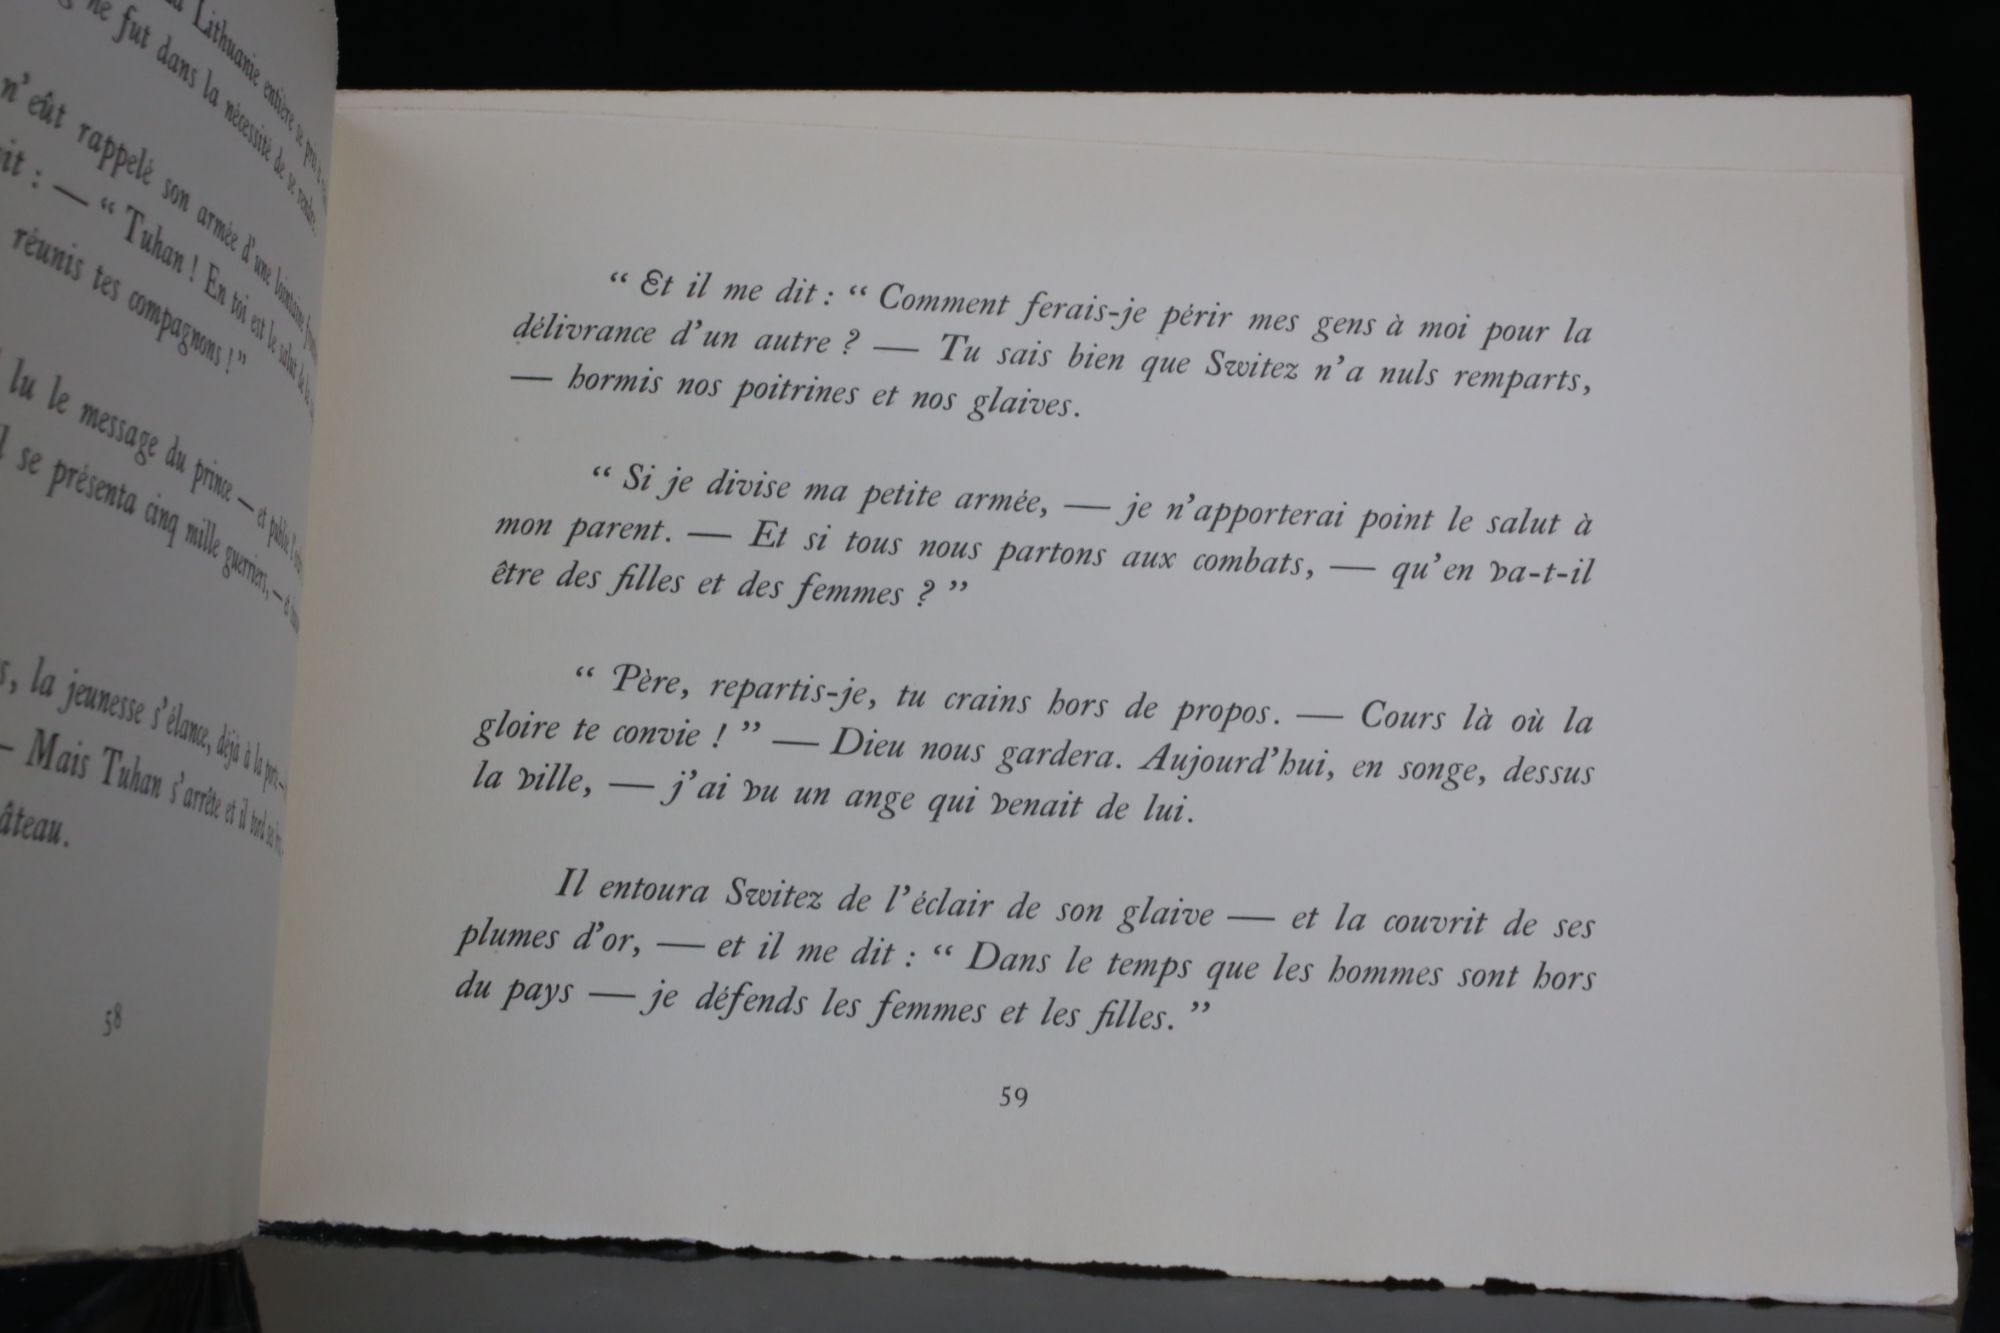 Lithuanie entière se
ne fut dans la nécessité de se rendre,
n'eût rappelé son armée d'une lointaine
: — “ Tuhan ! En toi est le salut de
réunis tes compagnons ! ”
lu le message du prince — et publie
se présenta cinq mille guerriers, — et
la jeunesse s'élance, déjà à la
— Mais Tuhan s'arrête et il tord
58
“ Et il me dit : “ Comment ferais-je périr mes gens à moi pour la
délivrance d'un autre ? — Tu sais bien que Switez n'a nuls remparts,
— hormis nos poitrines et nos glaives.
“ Si je divise ma petite armée, — je n'apporterai point le salut à
mon parent. — Et si tous nous partons aux combats, — qu'en va-t-il
être des filles et des femmes ? ”
“ Père, repartis-je, tu crains hors de propos. — Cours là où la
gloire te convie ! ” — Dieu nous gardera. Aujourd'hui, en songe, dessus
la ville, — j'ai vu un ange qui venait de lui.
Il entoura Switez de l'éclair de son glaive — et la couvrit de ses
plumes d'or, — et il me dit : “ Dans le temps que les hommes sont hors
du pays — je défends les femmes et les filles. ”
59